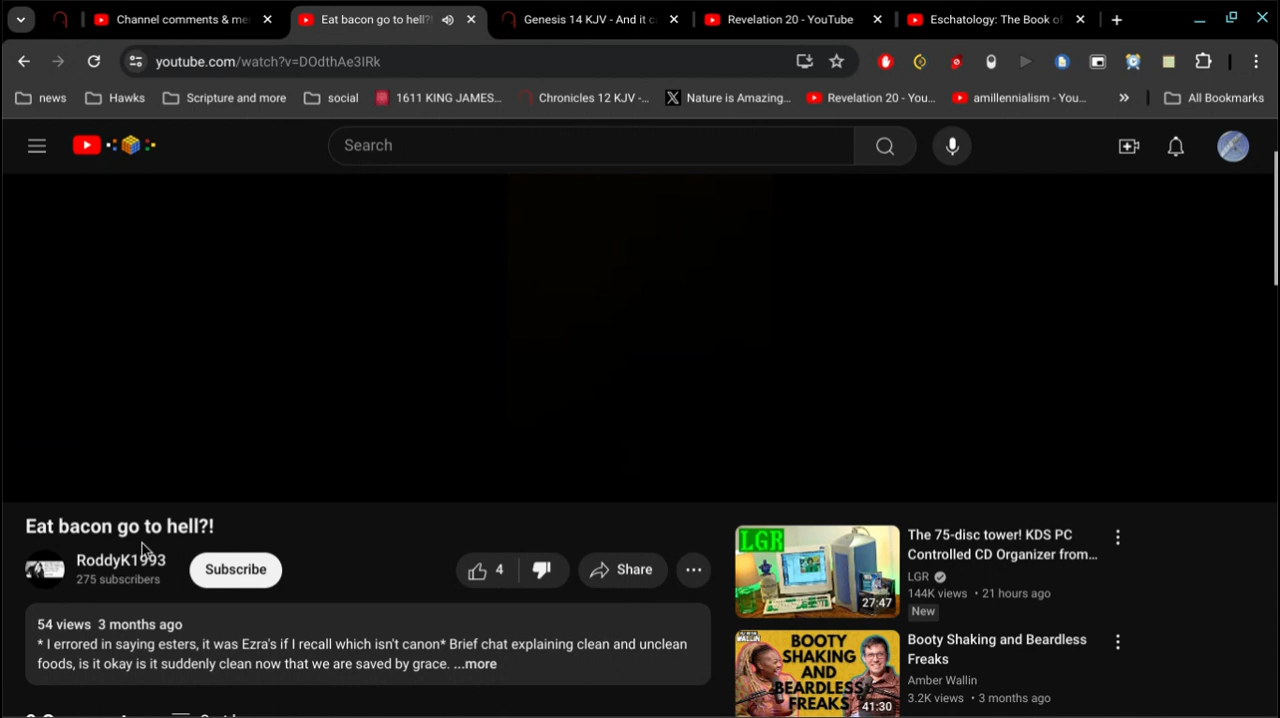 Channel comments & me
Eat bacon go to hell?!
Genesis 14 KJV - And it c
Revelation 20 - YouTube
Eschatology: The Book of
youtube.com/watch?v=DOdthAe3IRk
news
Hawks
Scripture and more
social
1611 KING JAMES...
Chronicles 12 KJV -...
Nature is Amazing...
Revelation 20 - You...
amillennialism - You...
All Bookmarks
Search
Eat bacon go to hell?!
RoddyK1993
275 subscribers
Subscribe
4
Share
54 views 3 months ago
* I errored in saying esters, it was Ezra's if I recall which isn't canon* Brief chat explaining clean and unclean
foods, is it okay is it suddenly clean now that we are saved by grace. ...more
LGR
27:47
The 75-disc tower! KDS PC
Controlled CD Organizer from...
LGR
144K views • 21 hours ago
New
BOOTY
SHAKING
AND
BEARDLESS
FREAKS
41:30
Booty Shaking and Beardless
Freaks
Amber Wallin
3.2K views • 3 months ago